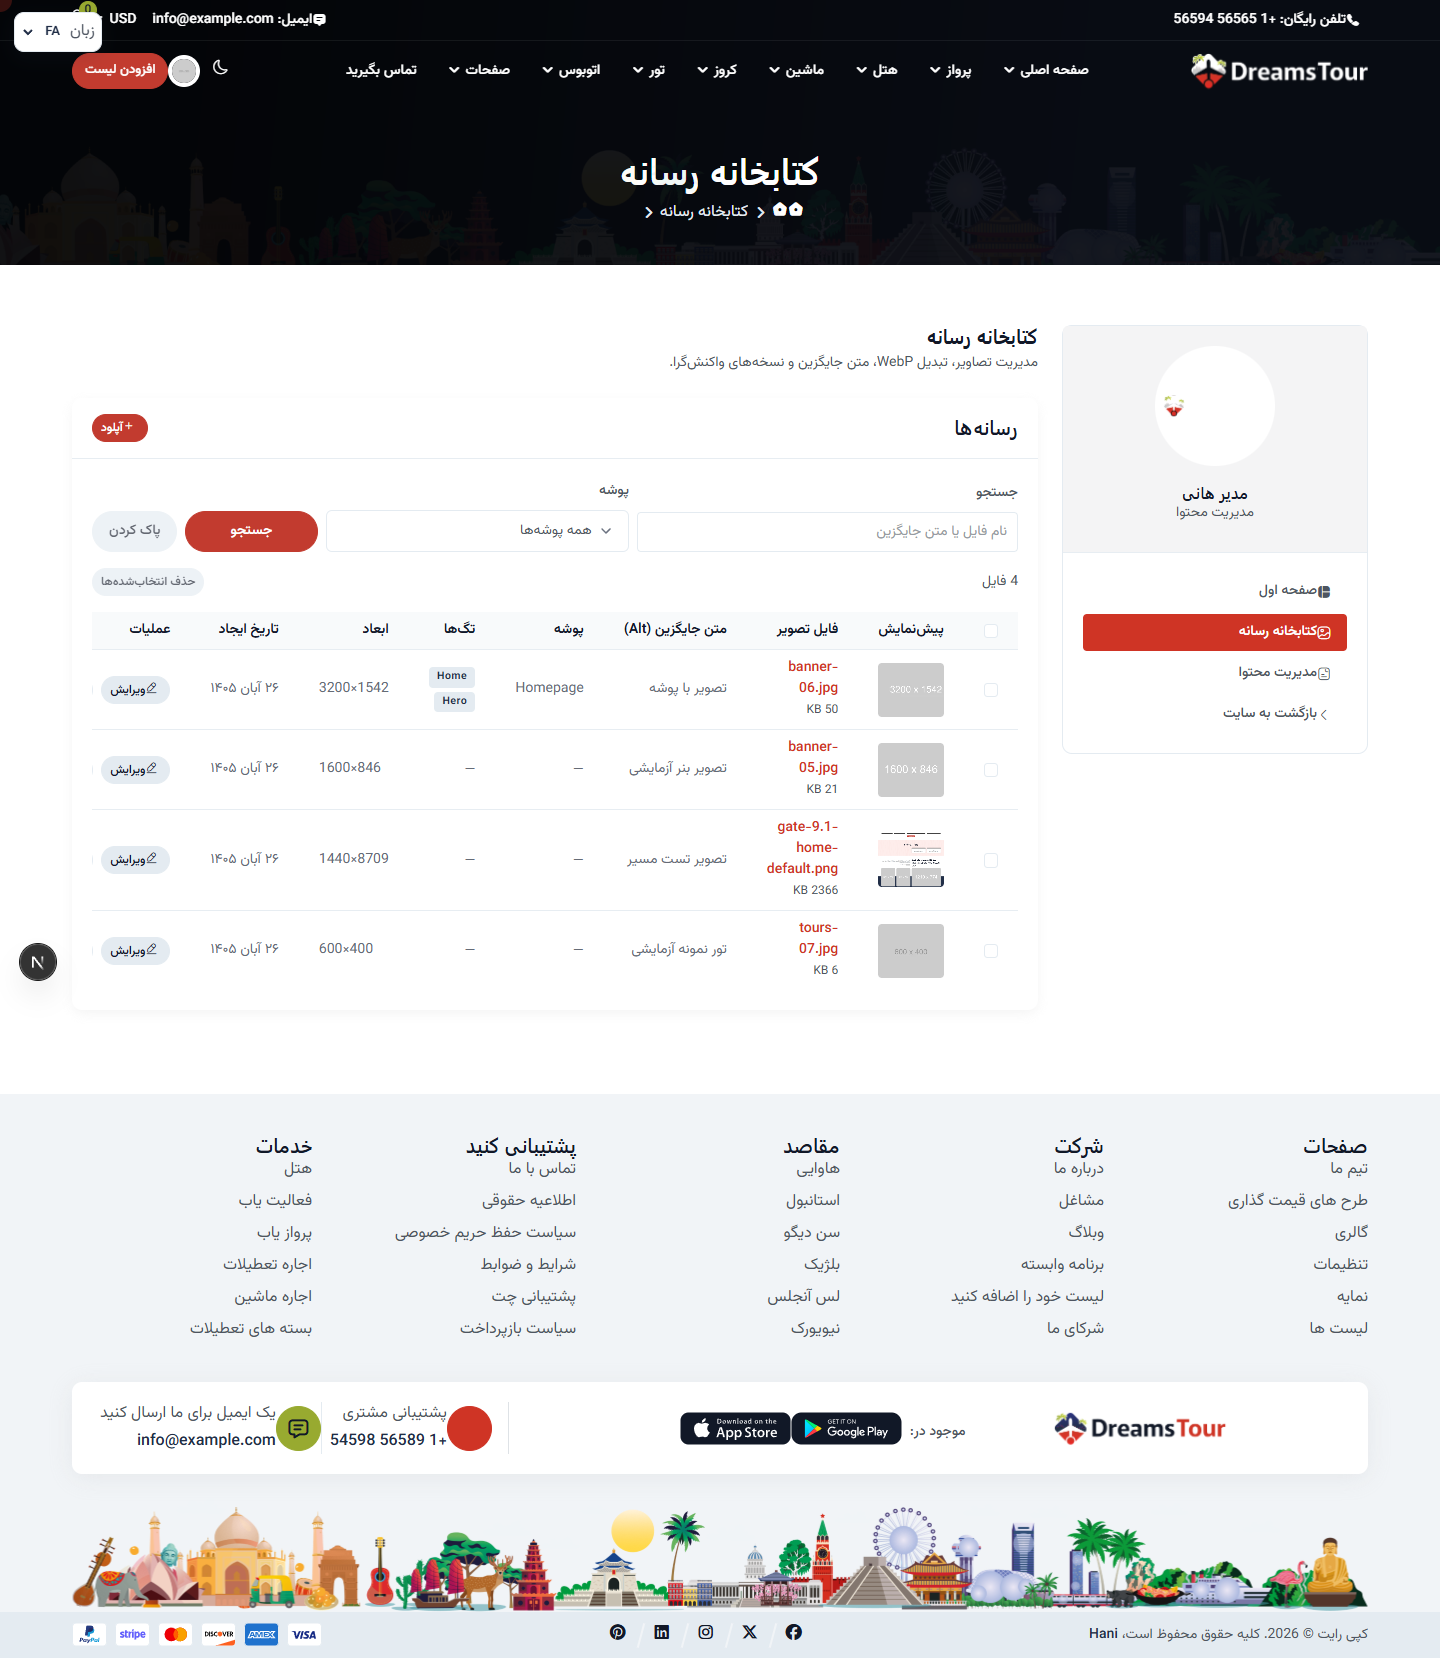 تلفن رایگان: +1 56565 56594
ایمیل: info@example.com
USD
0
زبان FA
DreamsTour
صفحه اصلی
پرواز
هتل
ماشین
کروز
تور
اتوبوس
صفحات
تماس بگیرید
افزودن لیست
کتابخانه رسانه
کتابخانه رسانه
مدیر هانی
مدیریت محتوا
صفحه اول
کتابخانه رسانه
مدیریت محتوا
بازگشت به سایت
کتابخانه رسانه
مدیریت تصاویر، تبدیل WebP، متن جایگزین و نسخه‌های واکنش‌گرا.
رسانه‌ها
+ آپلود
جستجو
پوشه
نام فایل یا متن جایگزین
همه پوشه‌ها
جستجو
پاک کردن
4 فایل
حذف انتخاب‌شده‌ها
پیش‌نمایش فایل تصویر متن جایگزین (Alt) پوشه تگ‌ها ابعاد تاریخ ایجاد عملیات
3200 x 1542
banner-06.jpg
50 KB
تصویر با پوشه
Homepage
Home
Hero
3200×1542
۲۶ آبان ۱۴۰۵
ویرایش
1600 x 846
banner-05.jpg
21 KB
تصویر بنر آزمایشی
—
—
1600×846
۲۶ آبان ۱۴۰۵
ویرایش
gate-9.1-home-default.png
2366 KB
تصویر تست مسیر
—
—
1440×8709
۲۶ آبان ۱۴۰۵
ویرایش
tours-07.jpg
6 KB
تور نمونه آزمایشی
—
—
600×400
۲۶ آبان ۱۴۰۵
ویرایش
N
صفحات
تیم ما
طرح های قیمت گذاری
گالری
تنظیمات
نمایه
لیست ها
شرکت
درباره ما
مشاغل
وبلاگ
برنامه وابسته
لیست خود را اضافه کنید
شرکای ما
مقاصد
هاوایی
استانبول
سن دیگو
بلژیک
لس آنجلس
نیویورک
پشتیبانی کنید
تماس با ما
اطلاعیه حقوقی
سیاست حفظ حریم خصوصی
شرایط و ضوابط
پشتیبانی چت
سیاست بازپرداخت
خدمات
هتل
فعالیت یاب
پرواز یاب
اجاره تعطیلات
اجاره ماشین
بسته های تعطیلات
DreamsTour
موجود در:
GET IT ON
Google Play
Download on the
App Store
پشتیبانی مشتری
+1 56589 54598
یک ایمیل برای ما ارسال کنید
info@example.com
کپی رایت © 2026. کلیه حقوق محفوظ است، Hani
VISA
AMEX
DISCOVER
stripe
PayPal